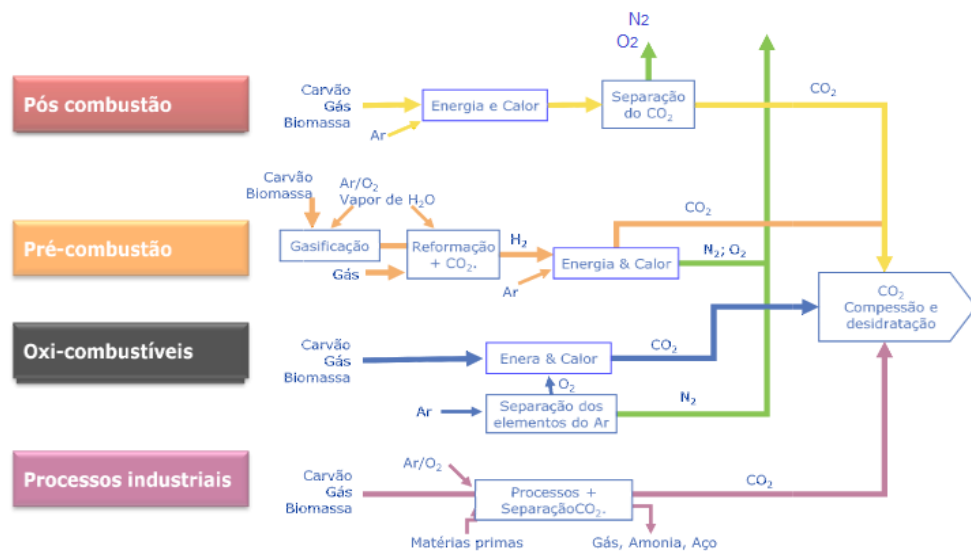 N2
O2
Pós combustão
Carvão
Gás
Biomassa
Ar
Energia e Calor
Separação
do CO₂
CO₂
Pré-combustão
Carvão
Biomassa
Ar/O₂
Vapor de H₂O
Gasificação
Gás
Reformação
+ CO₂.
H₂
Ar
Energia & Calor
CO₂
N₂; O₂
CO₂
Compessão e
desidratação
Oxi-combustíveis
Carvão
Gás
Biomassa
Enera & Calor
CO₂
O₂
Ar
Separação dos
elementos do Ar
N₂
Processos industriais
Carvão
Gás
Biomassa
Ar/O₂
Processos +
SeparaçãoCO₂.
CO₂
Matérias primas
Gás, Amonia, Aço